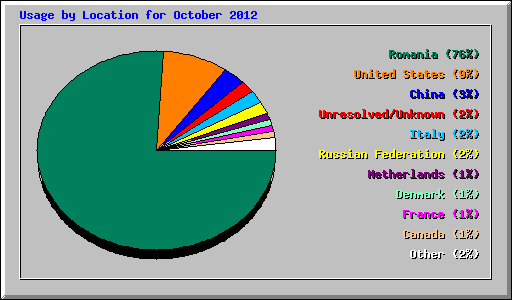 Usage by Location for October 2012
Romania (76%)
United States (9%)
China (3%)
Unresolved/Unknown (2%)
Italy (2%)
Russian Federation (2%)
Netherlands (1%)
Denmark (1%)
France (1%)
Canada (1%)
Other (2%)